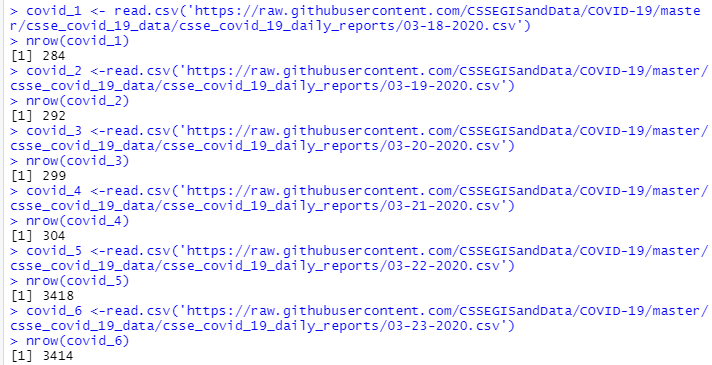 > covid_1 <- read.csv('https://raw.githubusercontent.com/CSSEGISandData/COVID-19/maste
r/csse_covid_19_data/csse_covid_19_daily_reports/03-18-2020.csv')
> nrow(covid_1)
[1] 284
> covid_2 <-read.csv('https://raw.githubusercontent.com/CSSEGISandData/COVID-19/master/
csse_covid_19_data/csse_covid_19_daily_reports/03-19-2020.csv')
> nrow(covid_2)
[1] 292
> covid_3 <-read.csv('https://raw.githubusercontent.com/CSSEGISandData/COVID-19/master/
csse_covid_19_data/csse_covid_19_daily_reports/03-20-2020.csv')
> nrow(covid_3)
[1] 299
> covid_4 <-read.csv('https://raw.githubusercontent.com/CSSEGISandData/COVID-19/master/
csse_covid_19_data/csse_covid_19_daily_reports/03-21-2020.csv')
> nrow(covid_4)
[1] 304
> covid_5 <-read.csv('https://raw.githubusercontent.com/CSSEGISandData/COVID-19/master/
csse_covid_19_data/csse_covid_19_daily_reports/03-22-2020.csv')
> nrow(covid_5)
[1] 3418
> covid_6 <-read.csv('https://raw.githubusercontent.com/CSSEGISandData/COVID-19/master/
csse_covid_19_data/csse_covid_19_daily_reports/03-23-2020.csv')
> nrow(covid_6)
[1] 3414